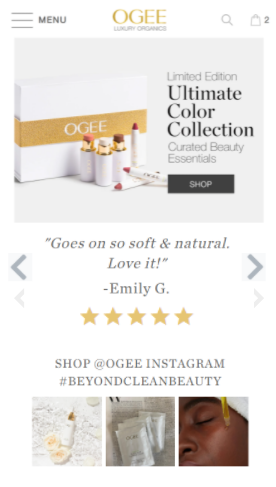 MENU
OGEE
LUXURY ORGANICS
2
Limited Edition
Ultimate
Color
Collection
Curated Beauty
Essentials
SHOP
OGEE
"Goes on so soft & natural.
Love it!"
-Emily G.
SHOP @OGEE INSTAGRAM
#BEYONDCLEANBEAUTY